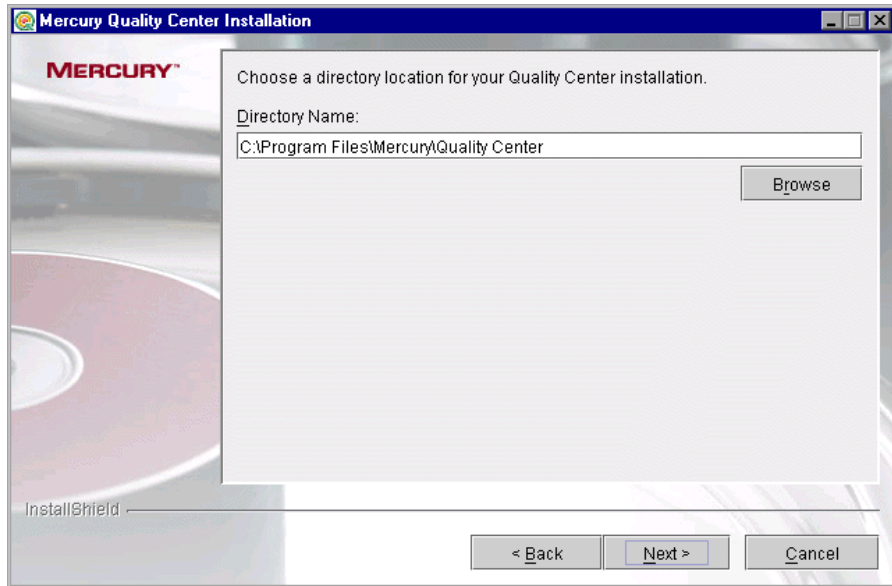 Mercury Quality Center Installation
MERCURY™
Choose a directory location for your Quality Center installation.
Directory Name:
C:\Program Files\Mercury\Quality Center
Browse
InstallShield
< Back
Next >
Cancel